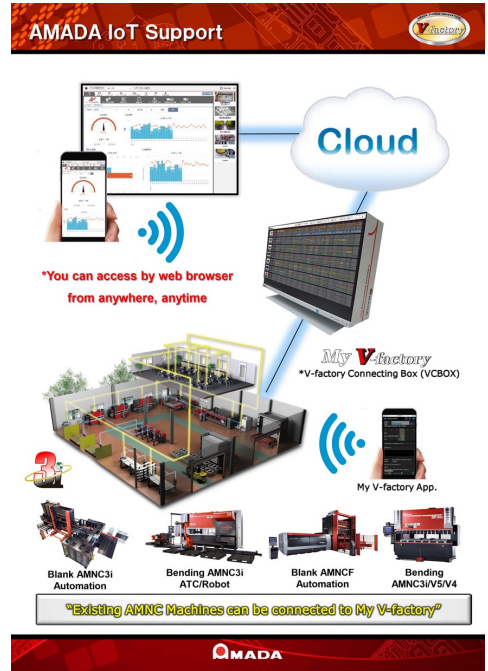 AMADA IoT Support
V-factory
Cloud
*You can access by web browser
from anywhere, anytime
My V-factory
*V-factory Connecting Box (VCBOX)
3i
My V-factory App.
Blank AMNC3i
Automation
Bending AMNC3i
ATC/Robot
Blank AMNCF
Automation
Bending
AMNC3i/V5/V4
"Existing AMNC Machines can be connected to My V-factory"
AMADA